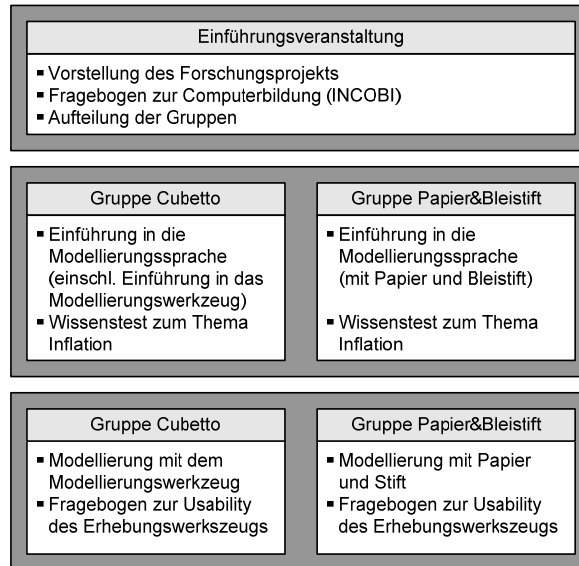 Einführungsveranstaltung
▪ Vorstellung des Forschungsprojekts
▪ Fragebogen zur Computerbildung (INCOBI)
▪ Aufteilung der Gruppen
Gruppe Cubetto
▪ Einführung in die
Modellierungssprache
(einschl. Einführung in das
Modellierungswerkzeug)
▪ Wissenstest zum Thema
Inflation
Gruppe Papier&Bleistift
▪ Einführung in die
Modellierungssprache
(mit Papier und Bleistift)
▪ Wissenstest zum Thema
Inflation
Gruppe Cubetto
▪ Modellierung mit dem
Modellierungswerkzeug
▪ Fragebogen zur Usability
des Erhebungswerkszeugs
Gruppe Papier&Bleistift
▪ Modellierung mit Papier
und Stift
▪ Fragebogen zur Usability
des Erhebungswerkszeugs